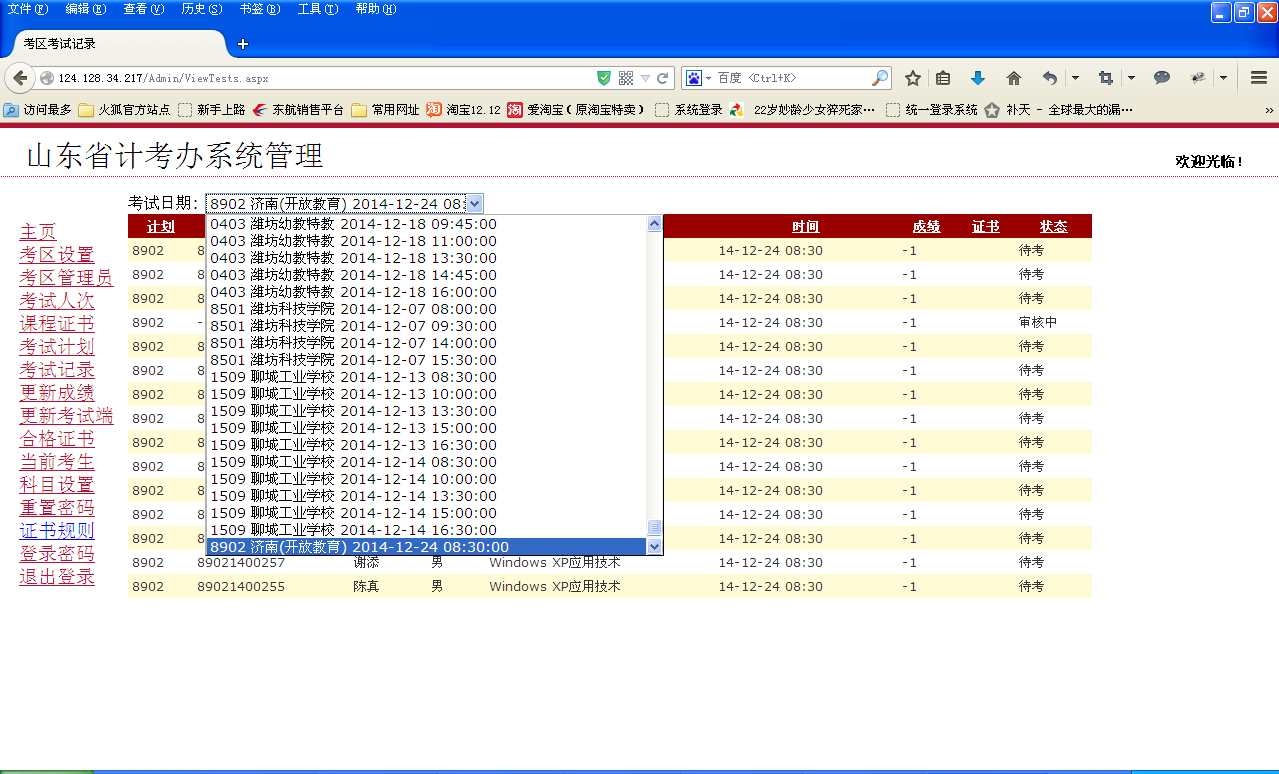 文件(F) 编辑(E) 查看(V) 历史(S) 书签(B) 工具(T) 帮助(H)
考区考试记录
124.128.34.217/Admin/ViewTests.aspx 百度 <Ctrl+K>
访问最多 火狐官方站点 新手上路 东航销售平台 常用网址 淘宝12.12 爱淘宝(原淘宝特卖) 系统登录 22岁妙龄少女猝死家… 统一登录系统 补天 - 全球最大的漏… »
山东省计考办系统管理
欢迎光临!
考试日期: 8902 济南(开放教育) 2014-12-24 08:
主页
考区设置
考区管理员
考试人次
课程证书
考试计划
考试记录
更新成绩
更新考试端
合格证书
当前考生
科目设置
重置密码
证书规则
登录密码
退出登录
0403 潍坊幼教特教 2014-12-18 09:45:00
0403 潍坊幼教特教 2014-12-18 11:00:00
0403 潍坊幼教特教 2014-12-18 13:30:00
0403 潍坊幼教特教 2014-12-18 14:45:00
0403 潍坊幼教特教 2014-12-18 16:00:00
8501 潍坊科技学院 2014-12-07 08:00:00
8501 潍坊科技学院 2014-12-07 09:30:00
8501 潍坊科技学院 2014-12-07 14:00:00
8501 潍坊科技学院 2014-12-07 15:30:00
1509 聊城工业学校 2014-12-13 08:30:00
1509 聊城工业学校 2014-12-13 10:00:00
1509 聊城工业学校 2014-12-13 13:30:00
1509 聊城工业学校 2014-12-13 15:00:00
1509 聊城工业学校 2014-12-13 16:30:00
1509 聊城工业学校 2014-12-14 08:30:00
1509 聊城工业学校 2014-12-14 10:00:00
1509 聊城工业学校 2014-12-14 13:30:00
1509 聊城工业学校 2014-12-14 15:00:00
1509 聊城工业学校 2014-12-14 16:30:00
8902 济南(开放教育) 2014-12-24 08:30:00
计划 时间 成绩 证书 状态
8902 8 14-12-24 08:30 -1 待考
8902 8 14-12-24 08:30 -1 待考
8902 8 14-12-24 08:30 -1 待考
8902 - 14-12-24 08:30 -1 审核中
8902 8 14-12-24 08:30 -1 待考
8902 8 14-12-24 08:30 -1 待考
8902 8 14-12-24 08:30 -1 待考
8902 8 14-12-24 08:30 -1 待考
8902 8 14-12-24 08:30 -1 待考
8902 8 14-12-24 08:30 -1 待考
8902 8 14-12-24 08:30 -1 待考
8902 8 14-12-24 08:30 -1 待考
8902 8 14-12-24 08:30 -1 待考
8902 89021400257 谢添 男 Windows XP应用技术 14-12-24 08:30 -1 待考
8902 89021400255 陈真 男 Windows XP应用技术 14-12-24 08:30 -1 待考